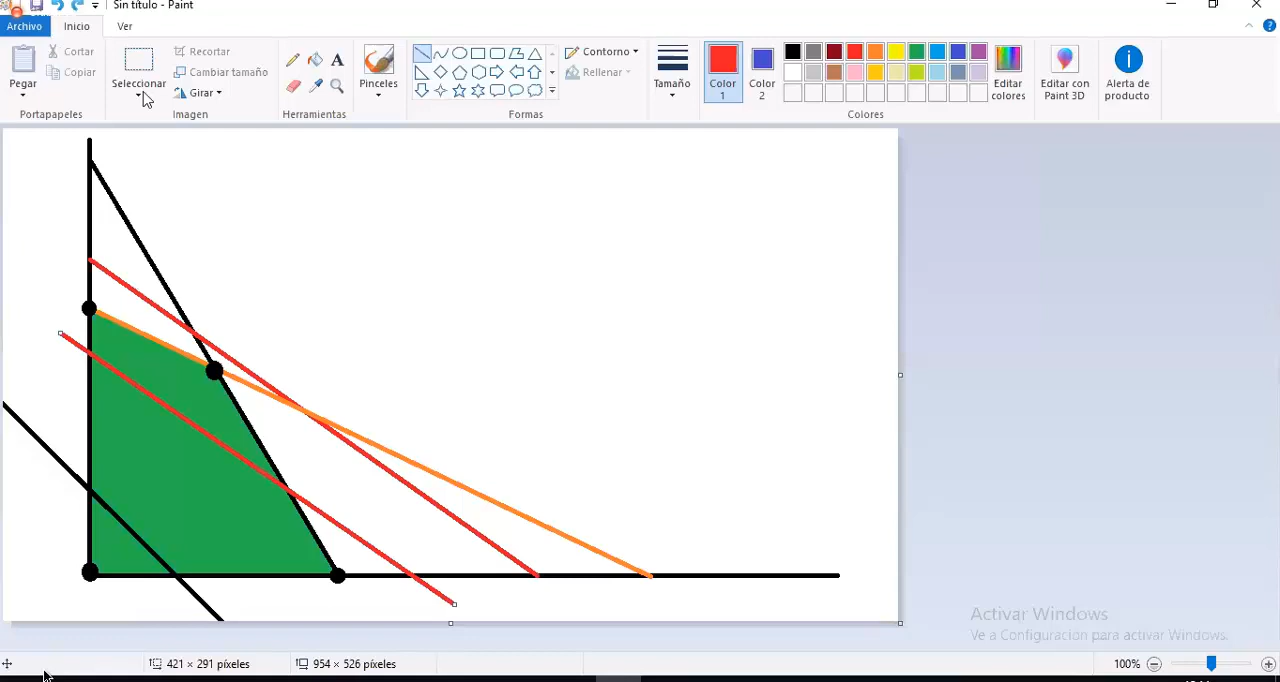 Sin título - Paint
Archivo Inicio Ver
Pegar
Cortar
Copiar
Portapapeles
Seleccionar
Recortar
Cambiar tamaño
Girar
Imagen
A
Herramientas
Pinceles
Contorno
Rellenar
Formas
Tamaño
Color
1
Color
2
Editar
colores
Colores
Editar con
Paint 3D
Alerta de
producto
Activar Windows
Ve a Configuración para activar Windows.
421 × 291 píxeles 954 × 526 píxeles 100%